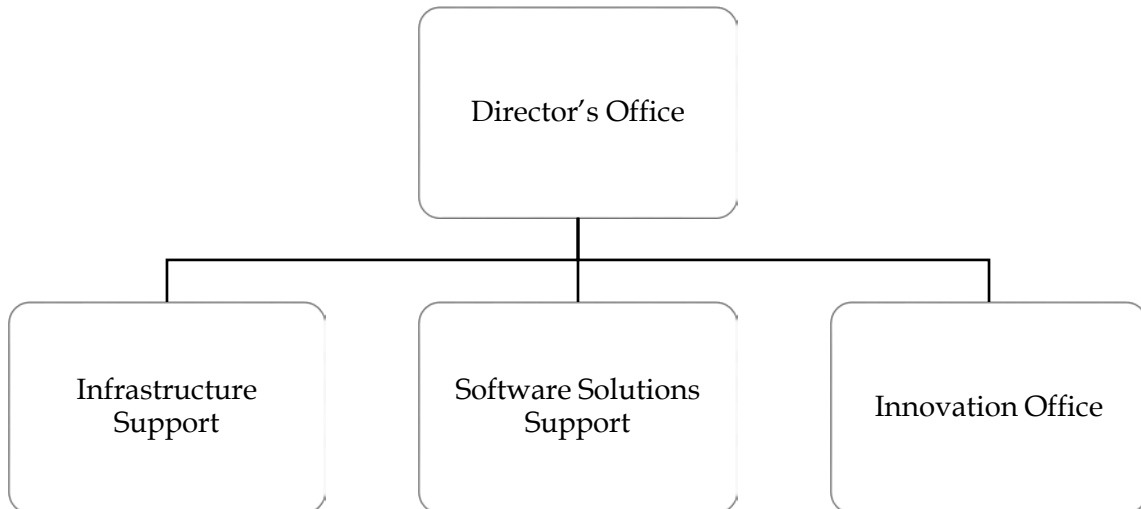 Director’s Office
Infrastructure
Support
Software Solutions
Support
Innovation Office